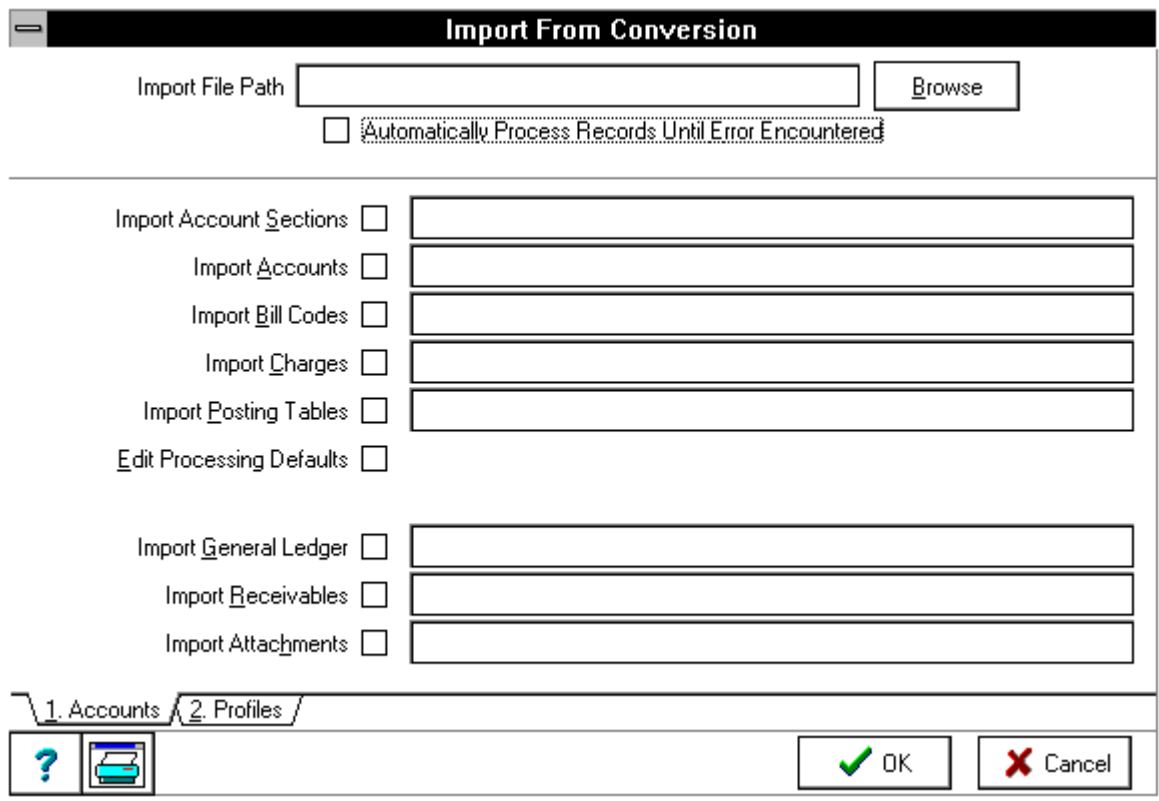 Import From Conversion
Import File Path Browse
Automatically Process Records Until Error Encountered
Import Account Sections
Import Accounts
Import Bill Codes
Import Charges
Import Posting Tables
Edit Processing Defaults
Import General Ledger
Import Receivables
Import Attachments
1. Accounts 2. Profiles
? OK Cancel